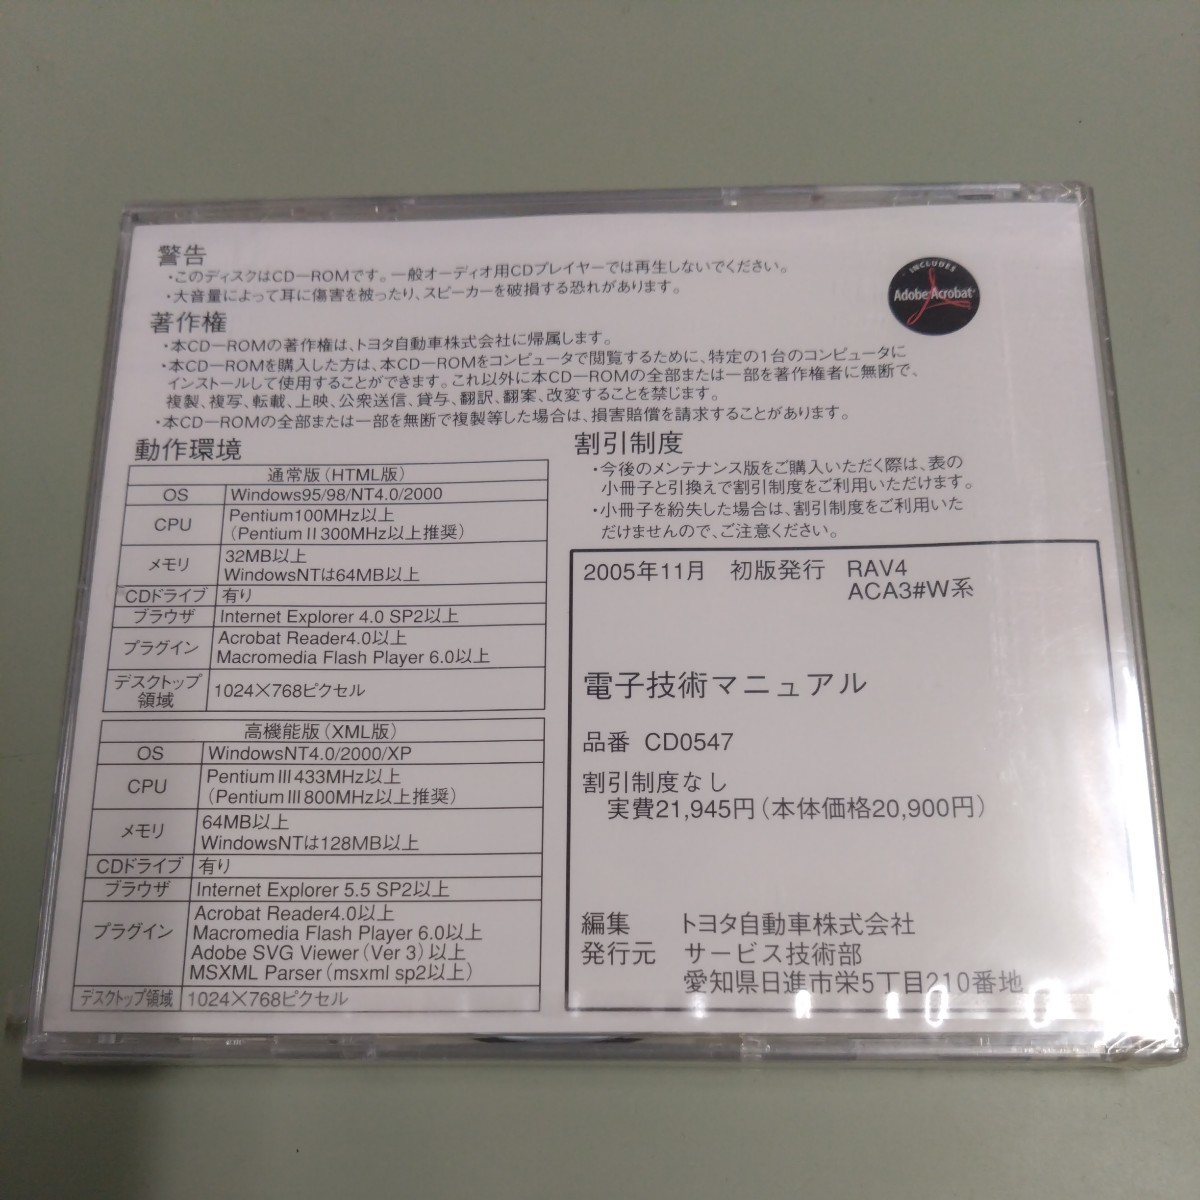 警告
・このディスクはCD－ROMです。一般オーディオ用CDプレイヤーでは再生しないでください。
・大音量によって耳に傷害を被ったり、スピーカーを破損する恐れがあります。
INCLUDES
Adobe Acrobat
著作権
・本CD－ROMの著作権は、トヨタ自動車株式会社に帰属します。
・本CD－ROMを購入した方は、本CD－ROMをコンピュータで閲覧するために、特定の1台のコンピュータに
インストールして使用することができます。これ以外に本CD－ROMの全部または一部を著作権者に無断で、
複製、複写、転載、上映、公衆送信、貸与、翻訳、翻案、改変することを禁じます。
・本CD－ROMの全部または一部を無断で複製等した場合は、損害賠償を請求することがあります。
動作環境
通常版（HTML版）
OS Windows95/98/NT4.0/2000
CPU Pentium100MHz以上
（PentiumⅡ300MHz以上推奨）
メモリ 32MB以上
WindowsNTは64MB以上
CDドライブ 有り
ブラウザ Internet Explorer 4.0 SP2以上
プラグイン Acrobat Reader4.0以上
Macromedia Flash Player 6.0以上
デスクトップ
領域 1024×768ピクセル
高機能版（XML版）
OS WindowsNT4.0/2000/XP
CPU PentiumⅢ433MHz以上
（PentiumⅢ800MHz以上推奨）
メモリ 64MB以上
WindowsNTは128MB以上
CDドライブ 有り
ブラウザ Internet Explorer 5.5 SP2以上
プラグイン Acrobat Reader4.0以上
Macromedia Flash Player 6.0以上
Adobe SVG Viewer（Ver 3）以上
MSXML Parser（msxml sp2以上）
デスクトップ領域 1024×768ピクセル
割引制度
・今後のメンテナンス版をご購入いただく際は、表の
小冊子と引換えで割引制度をご利用いただけます。
・小冊子を紛失した場合は、割引制度をご利用いた
だけませんので、ご注意ください。
2005年11月 初版発行 RAV4
ACA3#W系
電子技術マニュアル
品番 CD0547
割引制度なし
実費21,945円（本体価格20,900円）
編集 トヨタ自動車株式会社
発行元 サービス技術部
愛知県日進市栄5丁目210番地